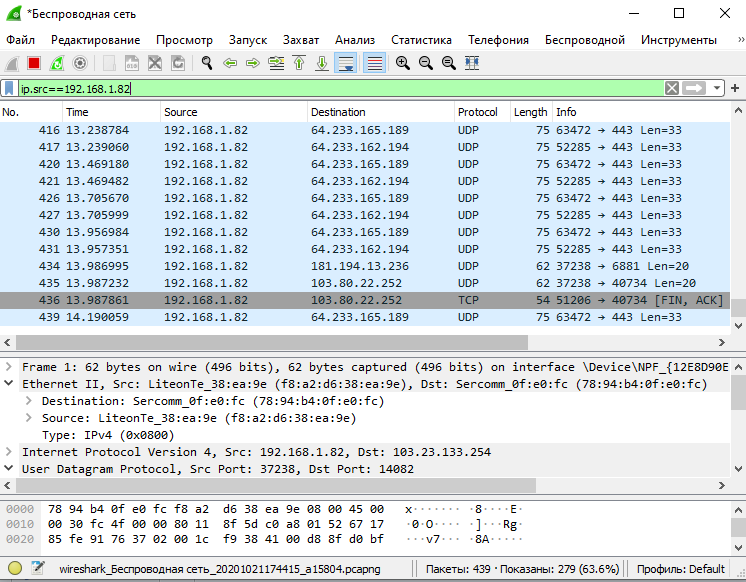 *Беспроводная сеть
Файл Редактирование Просмотр Запуск Захват Анализ Статистика Телефония Беспроводной Инструменты »
ip.src==192.168.1.82
No. Time Source Destination Protocol Length Info
416 13.238784 192.168.1.82 64.233.165.189 UDP 75 63472 → 443 Len=33
417 13.239060 192.168.1.82 64.233.162.194 UDP 75 52285 → 443 Len=33
420 13.469180 192.168.1.82 64.233.165.189 UDP 75 63472 → 443 Len=33
421 13.469482 192.168.1.82 64.233.162.194 UDP 75 52285 → 443 Len=33
426 13.705670 192.168.1.82 64.233.165.189 UDP 75 63472 → 443 Len=33
427 13.705999 192.168.1.82 64.233.162.194 UDP 75 52285 → 443 Len=33
430 13.956984 192.168.1.82 64.233.165.189 UDP 75 63472 → 443 Len=33
431 13.957351 192.168.1.82 64.233.162.194 UDP 75 52285 → 443 Len=33
434 13.986995 192.168.1.82 181.194.13.236 UDP 62 37238 → 6881 Len=20
435 13.987232 192.168.1.82 103.80.22.252 UDP 62 37238 → 40734 Len=20
436 13.987861 192.168.1.82 103.80.22.252 TCP 54 51206 → 40734 [FIN, ACK]
439 14.190059 192.168.1.82 64.233.165.189 UDP 75 63472 → 443 Len=33
Frame 1: 62 bytes on wire (496 bits), 62 bytes captured (496 bits) on interface \Device\NPF_{12E8D90E
Ethernet II, Src: LiteonTe_38:ea:9e (f8:a2:d6:38:ea:9e), Dst: Sercomm_0f:e0:fc (78:94:b4:0f:e0:fc)
Destination: Sercomm_0f:e0:fc (78:94:b4:0f:e0:fc)
Source: LiteonTe_38:ea:9e (f8:a2:d6:38:ea:9e)
Type: IPv4 (0x0800)
Internet Protocol Version 4, Src: 192.168.1.82, Dst: 103.23.133.254
User Datagram Protocol, Src Port: 37238, Dst Port: 14082
0000 78 94 b4 0f e0 fc f8 a2 d6 38 ea 9e 08 00 45 00 x······· ·8····E·
0010 00 30 fc 4f 00 00 80 11 8f 5d c0 a8 01 52 67 17 ·0·O···· ·]···Rg·
0020 85 fe 91 76 37 02 00 1c f9 38 41 00 d8 8f d0 bf ···v7··· ·8A·····
wireshark_Беспроводная сеть_20201021174415_a15804.pcapng Пакеты: 439 · Показаны: 279 (63.6%) Профиль: Default